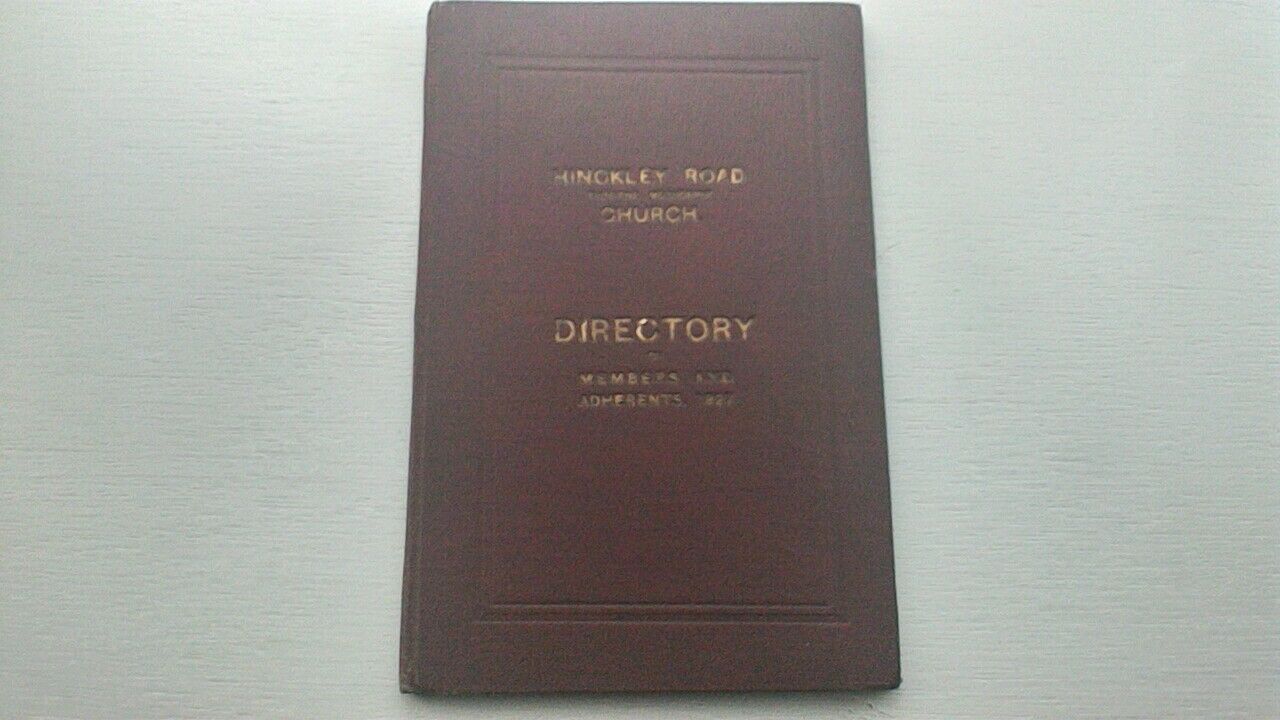 HINCKLEY ROAD
CHURCH
DIRECTORY
MEMBERS AND
ADHERENTS,